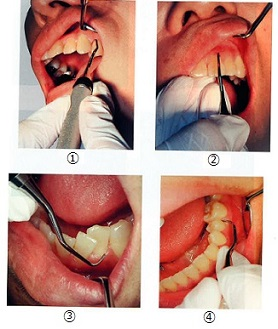 ①
②
③
④